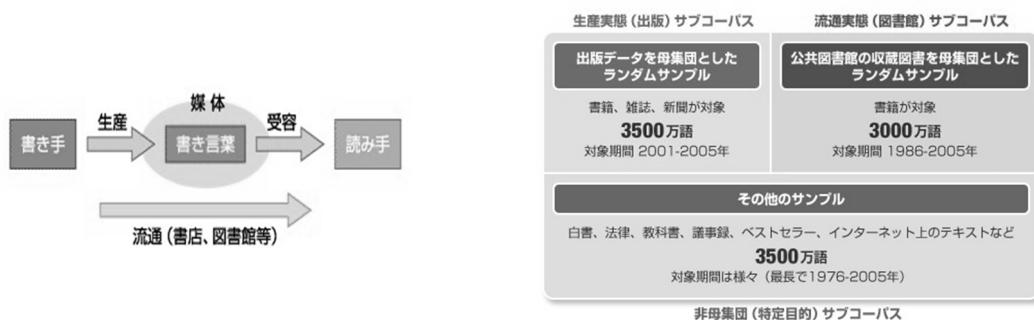 媒体
生産
受容
書き手
書き言葉
読み手
流通（書店、図書館等）
生産実態（出版）サブコーパス
流通実態（図書館）サブコーパス
出版データを母集団とした
ランダムサンプル
書籍、雑誌、新聞が対象
3500万語
対象期間 2001-2005年
公共図書館の収蔵図書を母集団とした
ランダムサンプル
書籍が対象
3000万語
対象期間 1986-2005年
その他のサンプル
白書、法律、教科書、議事録、ベストセラー、インターネット上のテキストなど
3500万語
対象期間は様々（最長で1976-2005年）
非母集団（特定目的）サブコーパス